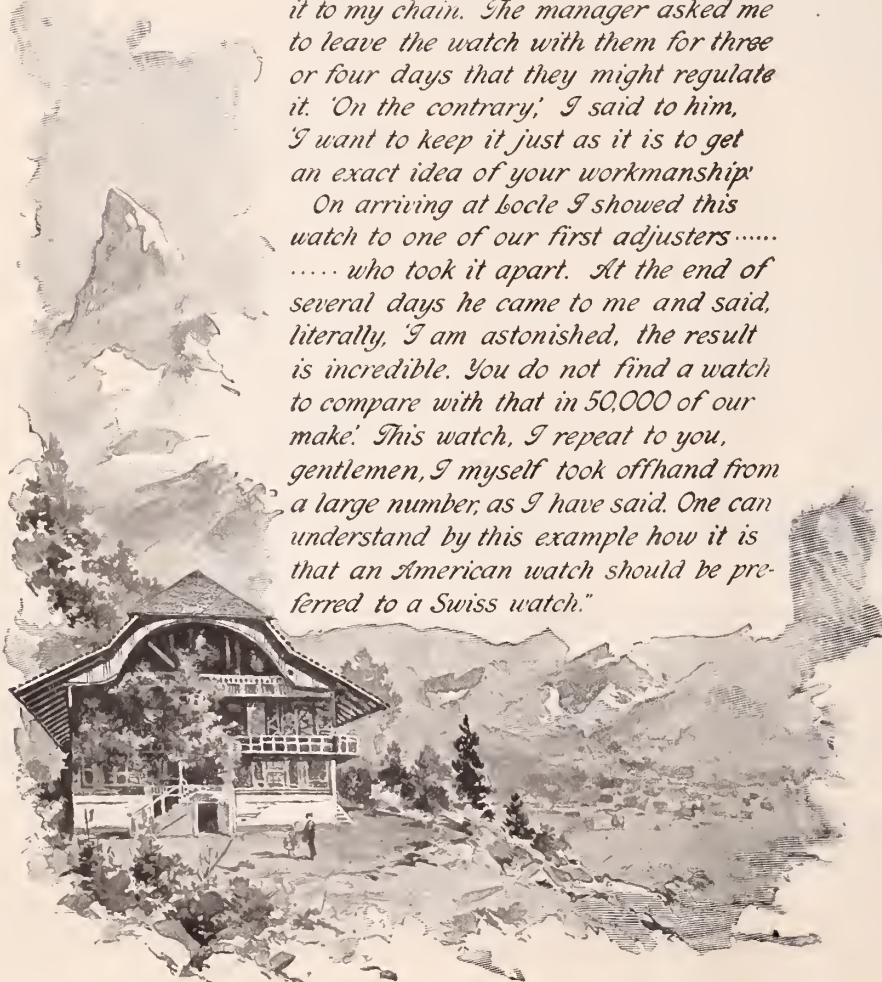 it to my chain. The manager asked me
to leave the watch with them for three
or four days that they might regulate
it. 'On the contrary,' I said to him,
'I want to keep it just as it is to get
an exact idea of your workmanship.'
On arriving at Locle I showed this
watch to one of our first adjusters ......
..... who took it apart. At the end of
several days he came to me and said,
literally, 'I am astonished, the result
is incredible. You do not find a watch
to compare with that in 50,000 of our
make.' This watch, I repeat to you,
gentlemen, I myself took offhand from
a large number, as I have said. One can
understand by this example how it is
that an American watch should be pre-
ferred to a Swiss watch."